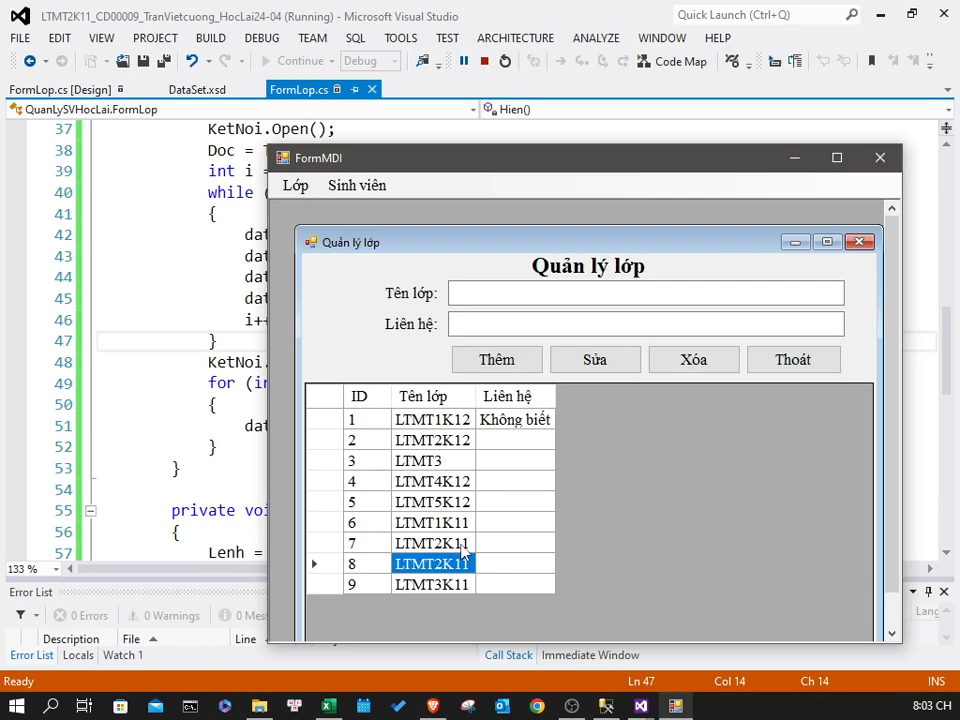 LTMT2K11_CD00009_TranVietcuong_HocLai24-04 (Running) - Microsoft Visual Studio
Quick Launch (Ctrl+Q)
FILE EDIT VIEW PROJECT BUILD DEBUG TEAM SQL TOOLS TEST ARCHITECTURE ANALYZE WINDOW HELP
Continue Debug Code Map
FormLop.cs [Design] DataSet.xsd FormLop.cs
QuanLySVHocLai.FormLop Hien()
37 KetNoi.Open();
38 Doc =
39 int i =
40 while (
41 {
42 dat
43 dat
44 dat
45 dat
46 i++
47 }
48 KetNoi.
49 for (in
50 {
51 dat
52 }
53 }
54
55 private voi
56 {
57 Lenh =
FormMDI
Lớp Sinh viên
Quản lý lớp
Quản lý lớp
Tên lớp:
Liên hệ:
Thêm Sửa Xóa Thoát
ID Tên lớp Liên hệ
1 LTMT1K12 Không biết
2 LTMT2K12
3 LTMT3
4 LTMT4K12
5 LTMT5K12
6 LTMT1K11
7 LTMT2K11
8 LTMT2K11
9 LTMT3K11
133 %
Error List
0 Errors 0 Warnings 0 Mess
Lang
Description File Line
Error List Locals Watch 1 Call Stack Immediate Window
Ready Ln 47 Col 14 Ch 14 INS
8:03 CH